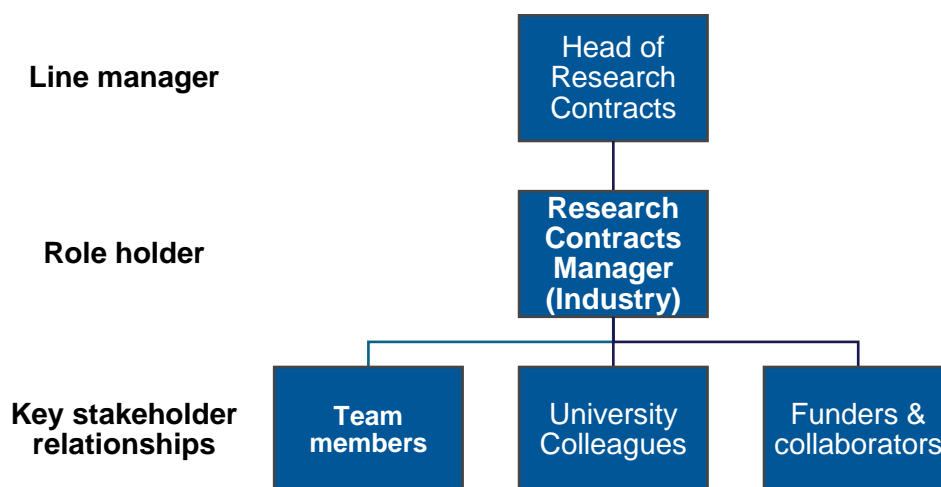 Line manager
Head of
Research
Contracts
Role holder
Research
Contracts
Manager
(Industry)
Key stakeholder
relationships
Team
members
University
Colleagues
Funders &
collaborators